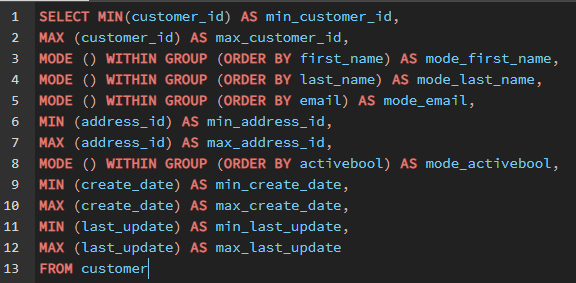 1 SELECT MIN(customer_id) AS min_customer_id,
2 MAX (customer_id) AS max_customer_id,
3 MODE () WITHIN GROUP (ORDER BY first_name) AS mode_first_name,
4 MODE () WITHIN GROUP (ORDER BY last_name) AS mode_last_name,
5 MODE () WITHIN GROUP (ORDER BY email) AS mode_email,
6 MIN (address_id) AS min_address_id,
7 MAX (address_id) AS max_address_id,
8 MODE () WITHIN GROUP (ORDER BY activebool) AS mode_activebool,
9 MIN (create_date) AS min_create_date,
10 MAX (create_date) AS max_create_date,
11 MIN (last_update) AS min_last_update,
12 MAX (last_update) AS max_last_update
13 FROM customer